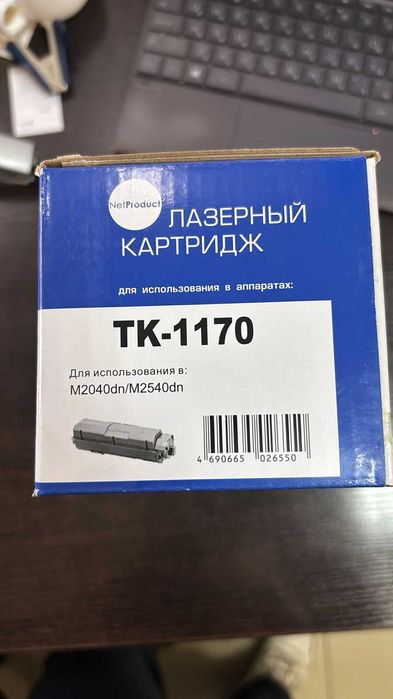 NetProduct
ЛАЗЕРНЫЙ
КАРТРИДЖ
для использования в аппаратах:
TK-1170
Для использования в:
M2040dn/M2540dn
4 690665 026550